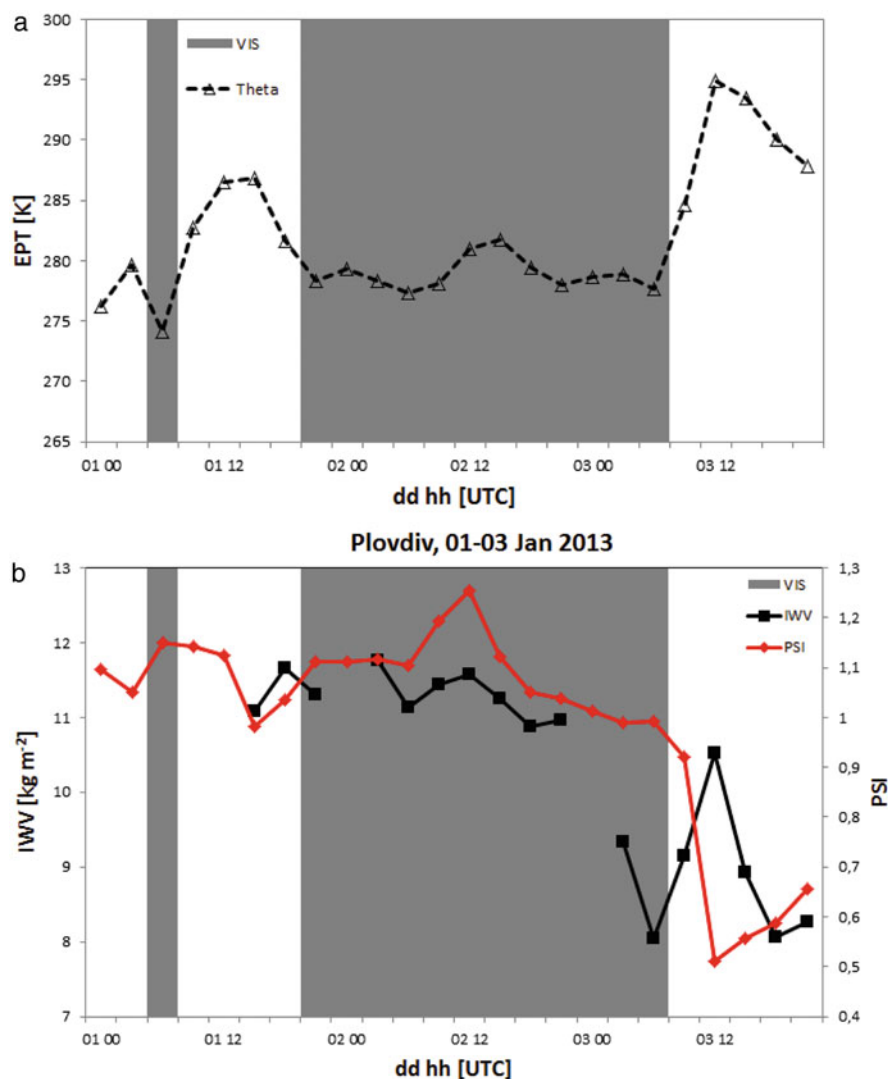 a
300
295
290
285
280
275
270
265
EPT [K]
VIS
Theta
01 00
01 12
02 00
02 12
03 00
03 12
dd hh [UTC]
Plovdiv, 01-03 Jan 2013
b
13
12
11
10
9
8
7
IWV [kg m-2]
VIS
IWV
PSI
1,3
1,2
1,1
1
0,9
0,8
0,7
0,6
0,5
0,4
PSI
01 00
01 12
02 00
02 12
03 00
03 12
dd hh [UTC]